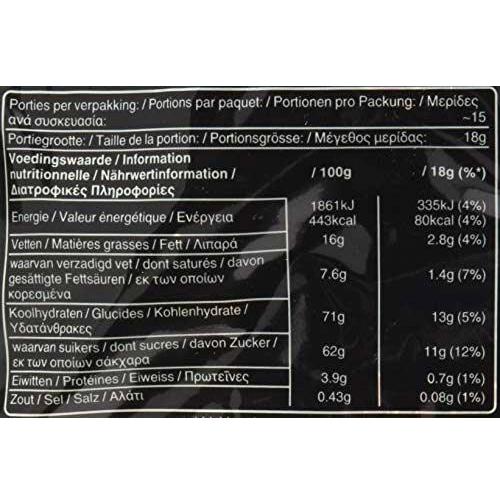 Porties per verpakking: / Portions par paquet: / Portionen pro Packung: / Μερίδες
ανά συσκευασία: ~15
Portiegrootte: / Taille de la portion: / Portionsgrösse: / Μέγεθος μερίδας: 18g
Voedingswaarde / Information
nutritionnelle / Nährwertinformation / / 100g / 18g (%*)
Διατροφικές Πληροφορίες
Energie / Valeur énergétique / Ενέργεια 1861kJ 335kJ (4%)
443kcal 80kcal (4%)
Vetten / Matières grasses / Fett / Λιπαρά 16g 2.8g (4%)
waarvan verzadigd vet / dont saturés / davon
gesättigte Fettsäuren / εκ των οποίων 7.6g 1.4g (7%)
κορεσμένα
Koolhydraten / Glucides / Kohlenhydrate / 71g 13g (5%)
Υδατάνθρακες
waarvan suikers / dont sucres / davon Zucker / 62g 11g (12%)
εκ των οποίων σάκχαρα
Eiwitten / Protéines / Eiweiss / Πρωτεΐνες 3.9g 0.7g (1%)
Zout / Sel / Salz / Αλάτι 0.43g 0.08g (1%)